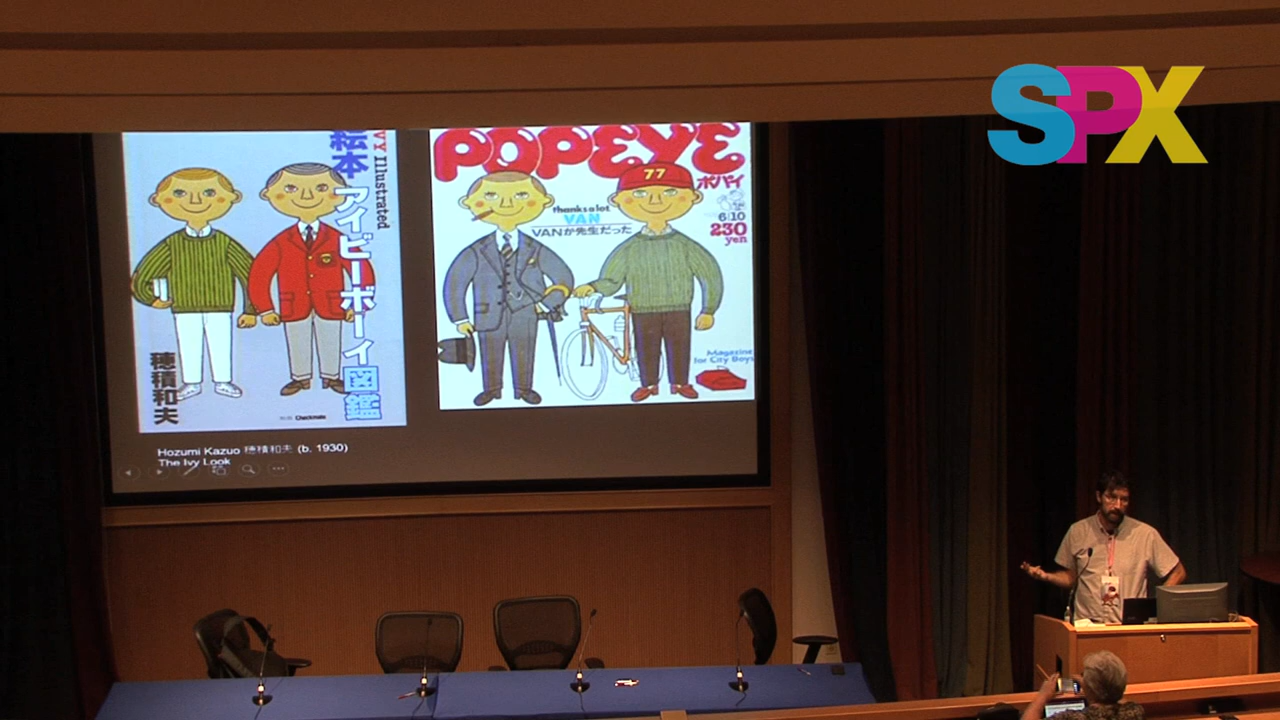 SPX
IVY Illustrated
絵本 アイビーボーイ図鑑
穂積和夫
POPEYE
ポパイ
thanks a lot
VAN
VANが先生だった
6|10
230
yen
77
Magazine
for City Boys
Hozumi Kazuo 穂積和夫 (b. 1930)
The Ivy Look